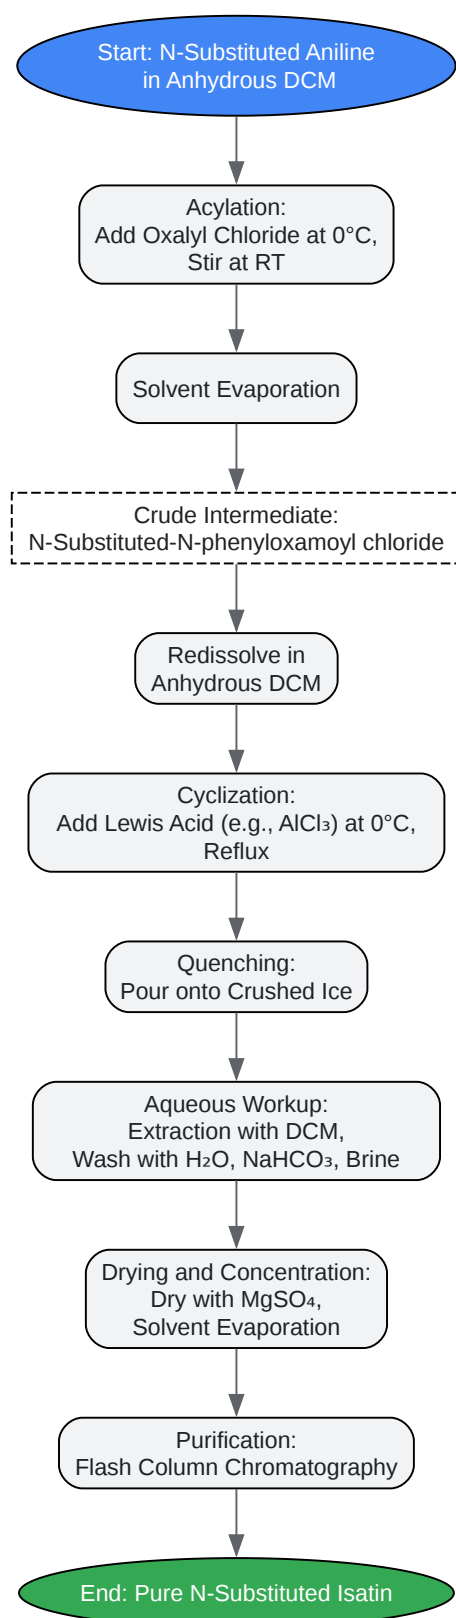 Start: N-Substituted Aniline
in Anhydrous DCM
Acylation:
Add Oxalyl Chloride at 0°C,
Stir at RT
Solvent Evaporation
Crude Intermediate:
N-Substituted-N-phenyloxamoyl chloride
Redissolve in
Anhydrous DCM
Cyclization:
Add Lewis Acid (e.g., AlCl₃) at 0°C,
Reflux
Quenching:
Pour onto Crushed Ice
Aqueous Workup:
Extraction with DCM,
Wash with H₂O, NaHCO₃, Brine
Drying and Concentration:
Dry with MgSO₄,
Solvent Evaporation
Purification:
Flash Column Chromatography
End: Pure N-Substituted Isatin